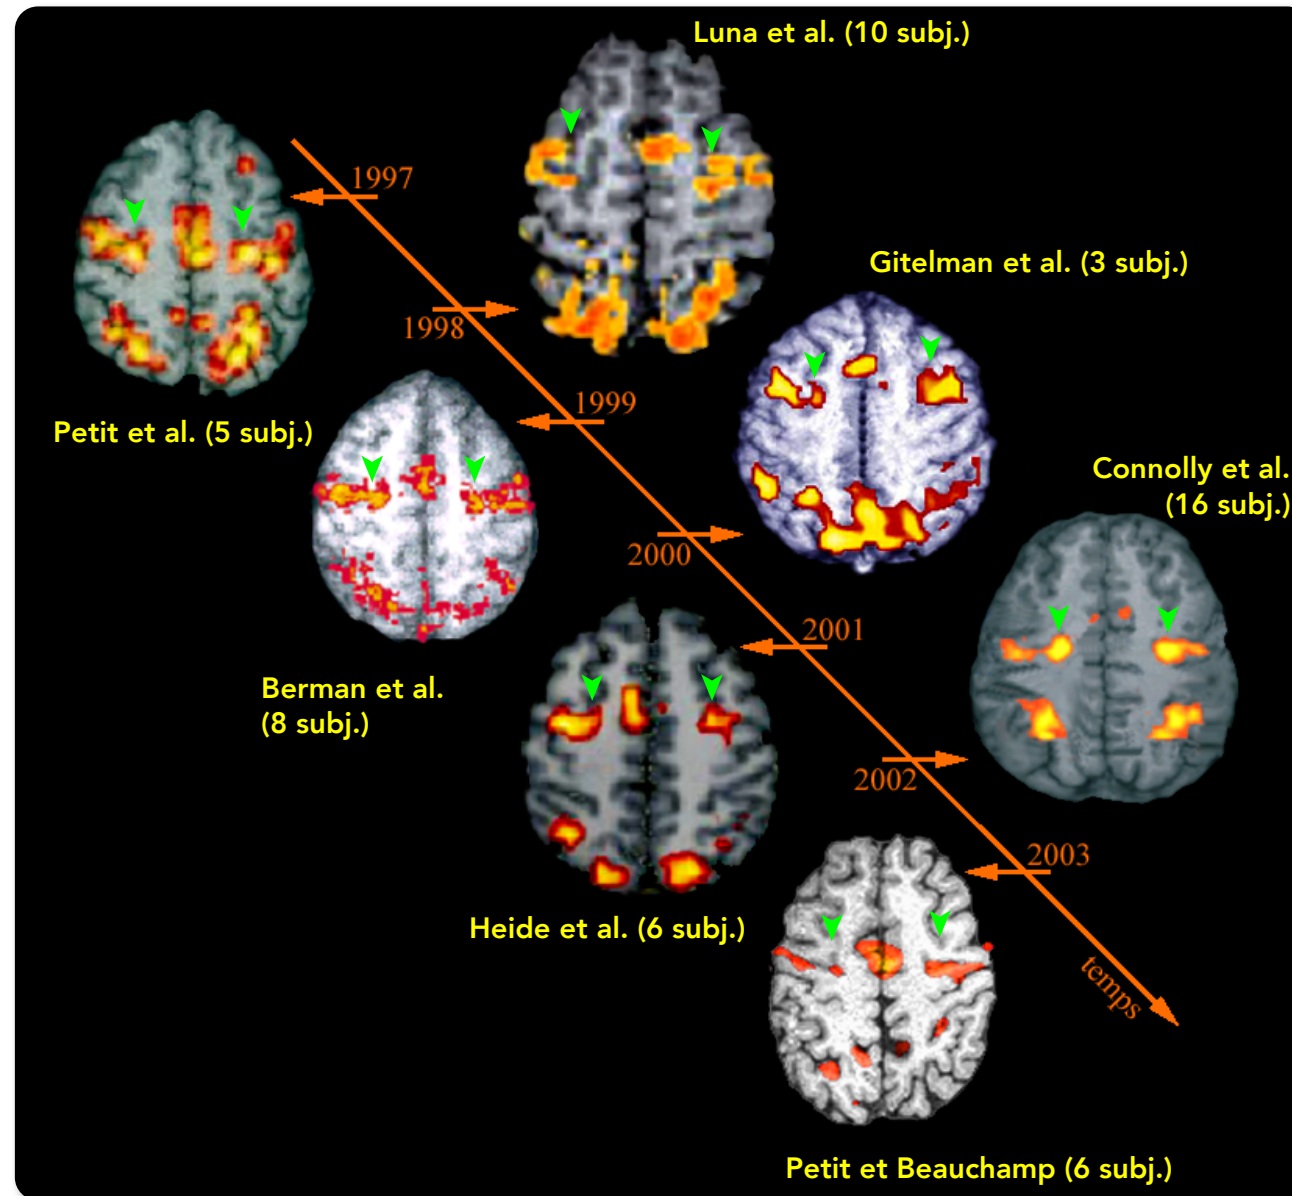 Luna et al. (10 subj.)
1997
Gitelman et al. (3 subj.)
1998
1999
Petit et al. (5 subj.)
Connolly et al.
(16 subj.)
2000
2001
Berman et al.
(8 subj.)
2002
2003
Heide et al. (6 subj.)
temps
Petit et Beauchamp (6 subj.)